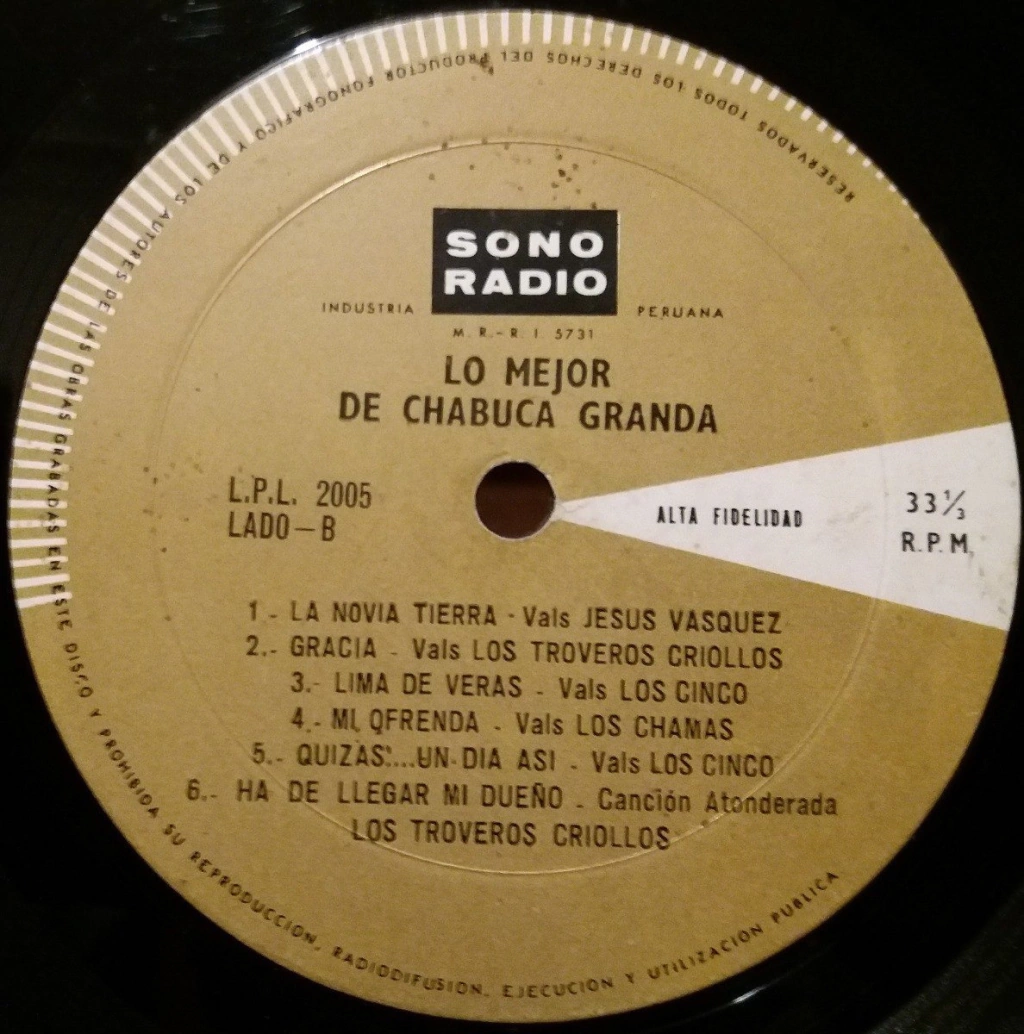 RESERVADOS TODOS LOS DERECHOS DEL PRODUCTOR FONOGRAFICO Y DE LOS AUTORES DE LAS OBRAS GRABADAS EN ESTE DISCO Y PROHIBIDA SU REPRODUCCION, RADIODIFUSION, EJECUCION Y UTILIZACION PUBLICA
SONO
RADIO
INDUSTRIA PERUANA
M. R.-R. I. 5731
LO MEJOR
DE CHABUCA GRANDA
L.P.L. 2005
LADO-B
ALTA FIDELIDAD
33 1/3
R.P.M.
1.- LA NOVIA TIERRA - Vals JESUS VASQUEZ
2.- GRACIA - Vals LOS TROVEROS CRIOLLOS
3.- LIMA DE VERAS - Vals LOS CINCO
4.- MI OFRENDA - Vals LOS CHAMAS
5.- QUIZAS....UN DIA ASI - Vals LOS CINCO
6.- HA DE LLEGAR MI DUEÑO - Canción Atonderada
LOS TROVEROS CRIOLLOS